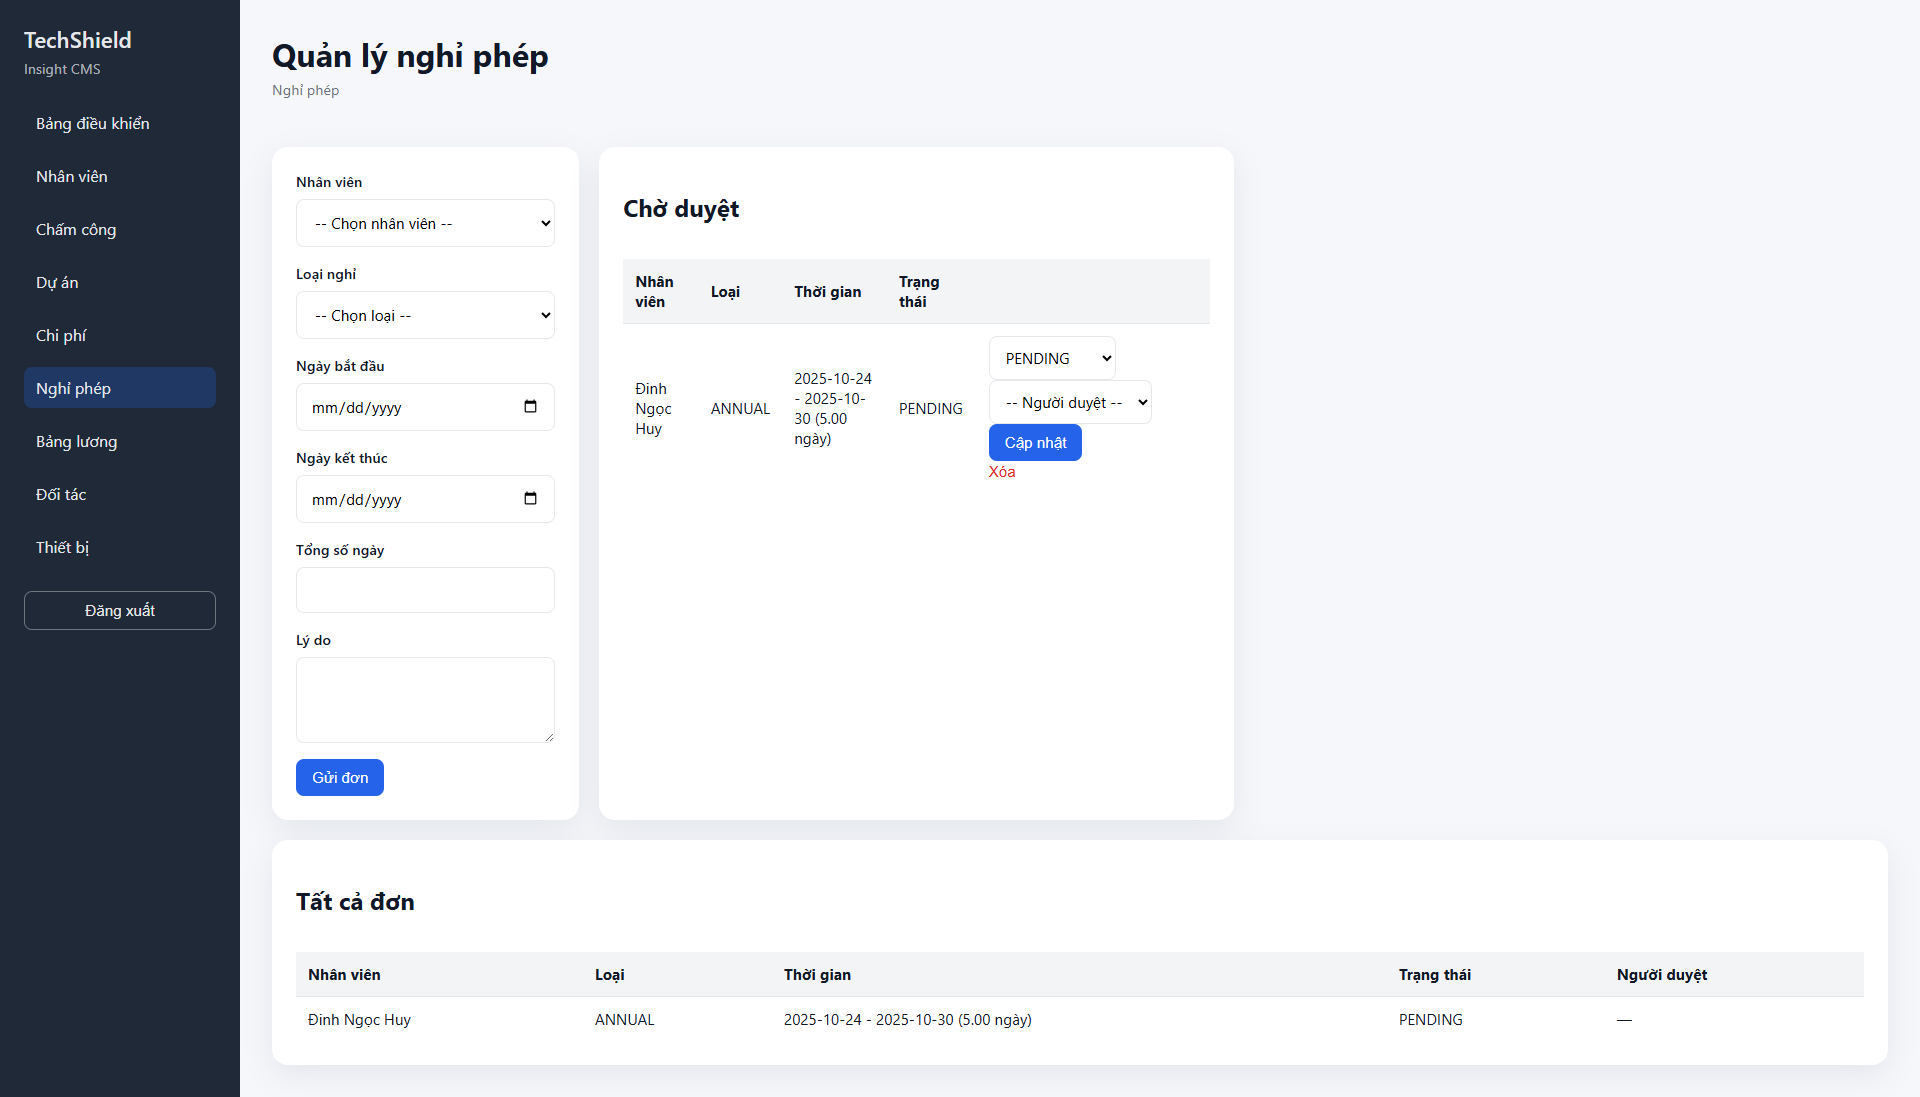 TechShield
Insight CMS
Bảng điều khiển
Nhân viên
Chấm công
Dự án
Chi phí
Nghỉ phép
Bảng lương
Đối tác
Thiết bị
Đăng xuất
Quản lý nghỉ phép
Nghỉ phép
Nhân viên
-- Chọn nhân viên --
Loại nghỉ
-- Chọn loại --
Ngày bắt đầu
mm/dd/yyyy
Ngày kết thúc
mm/dd/yyyy
Tổng số ngày
Lý do
Gửi đơn
Chờ duyệt
Nhân
viên
Loại
Thời gian
Trạng
thái
Đinh
Ngọc
Huy
ANNUAL
2025-10-24
- 2025-10-
30 (5.00
ngày)
PENDING
PENDING
-- Người duyệt --
Cập nhật
Xóa
Tất cả đơn
Nhân viên Loại Thời gian Trạng thái Người duyệt
Đinh Ngọc Huy ANNUAL 2025-10-24 - 2025-10-30 (5.00 ngày) PENDING —